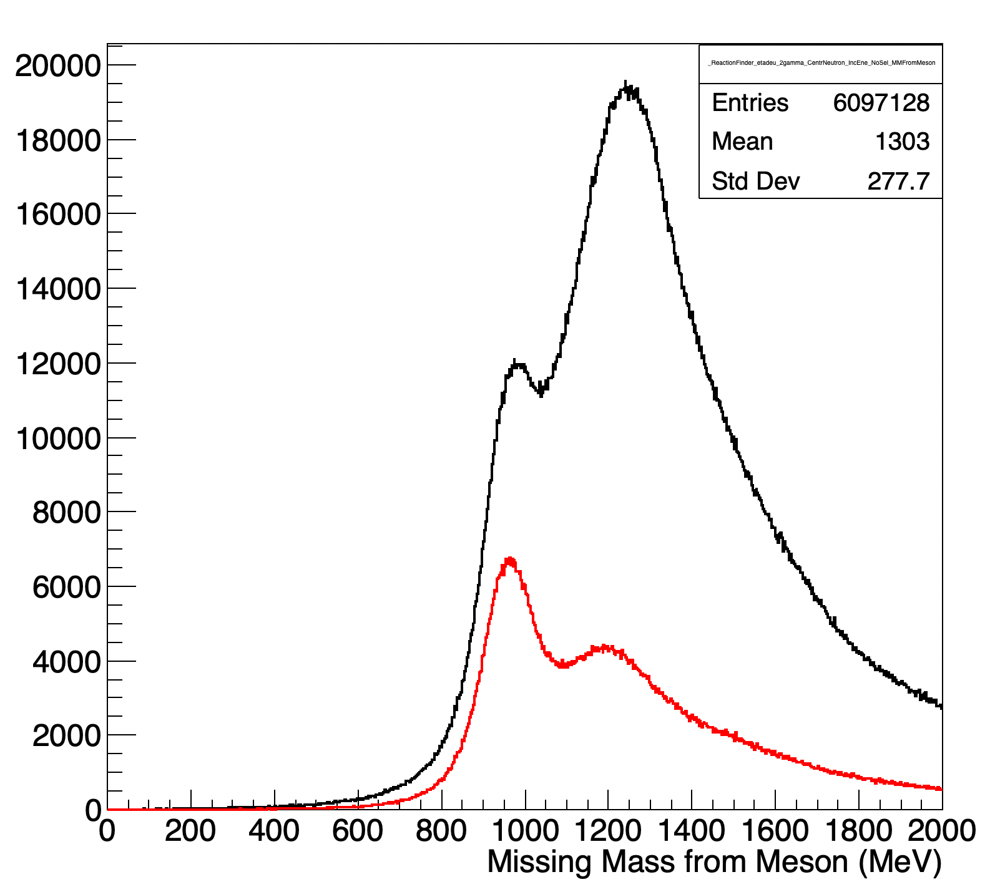 _ReactionFinder_etadeu_2gamma_CentrNeutron_IncEne_NoSel_MMFromMeson
Entries 6097128
Mean 1303
Std Dev 277.7
20000
18000
16000
14000
12000
10000
8000
6000
4000
2000
0
0 200 400 600 800 1000 1200 1400 1600 1800 2000
Missing Mass from Meson (MeV)